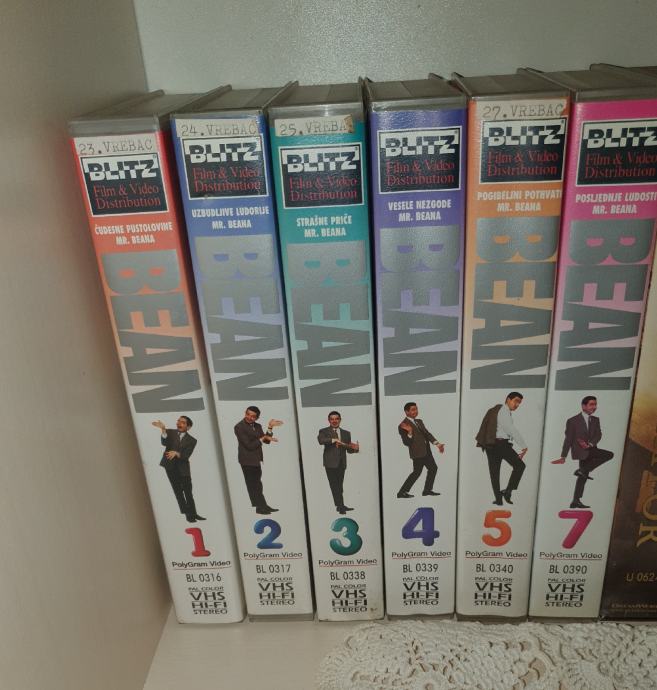 23.VREBAC
BLITZ
Film & Video
Distribution
ČUDESNE PUSTOLOVINE
MR. BEANA
BEAN
1
PolyGram Video
BL 0316
PAL COLOR
VHS
HI-FI
STEREO
24.VREBAC
BLITZ
Film & Video
Distribution
UZBUDLJIVE LUDORIJE
MR. BEANA
BEAN
2
PolyGram Video
BL 0317
PAL COLOR
VHS
HI-FI
STEREO
25.VREBA
BLITZ
Film & Video
Distribution
STRAŠNE PRIČE
MR. BEANA
BEAN
3
PolyGram Video
BL 0338
PAL COLOR
VHS
HI-FI
STEREO
BLITZ
Film & Video
Distribution
VESELE NEZGODE
MR. BEANA
BEAN
4
PolyGram Video
BL 0339
PAL COLOR
VHS
HI-FI
STEREO
27.VREBAC
BLITZ
Film & Video
Distribution
POGIBELJNI POTHVATI
MR. BEANA
BEAN
5
PolyGram Video
BL 0340
PAL COLOR
VHS
HI-FI
STEREO
BLITZ
Film & Video
Distribution
POSLJEDNJE LUDOSTI
MR. BEANA
BEAN
7
PolyGram Video
BL 0390
PAL COLOR
VHS
HI-FI
STEREO
U 062